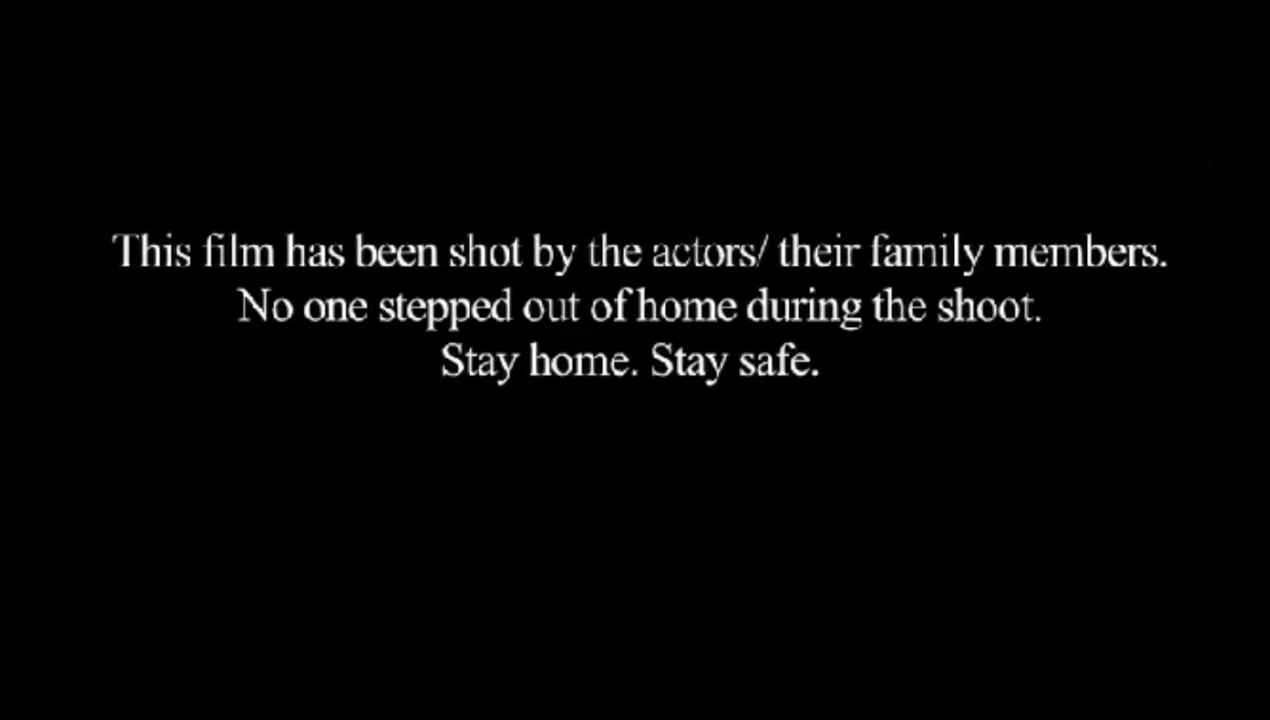 This film has been shot by the actors/ their family members.
No one stepped out of home during the shoot.
Stay home. Stay safe.